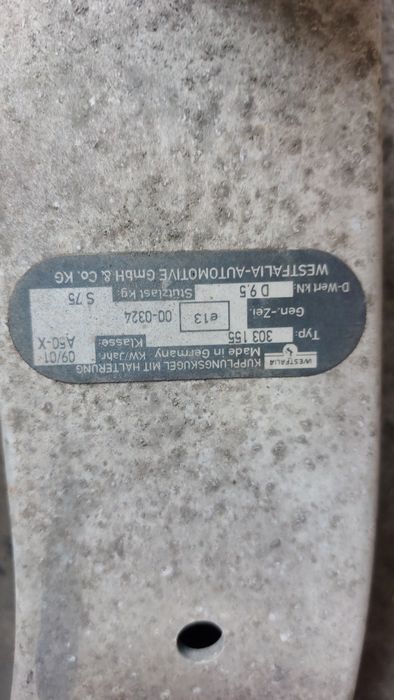 WESTFALIA KUPPLUNGSKUGEL MIT HALTERUNG
Made in Germany KW/Jahr: 09/01
Typ: 303 155 Klasse: A50-X
Gen.-Zei. e13 00-0324
D-Wert kN: D 9.5 Stützlast kg: S 75
WESTFALIA-AUTOMOTIVE GmbH & Co. KG